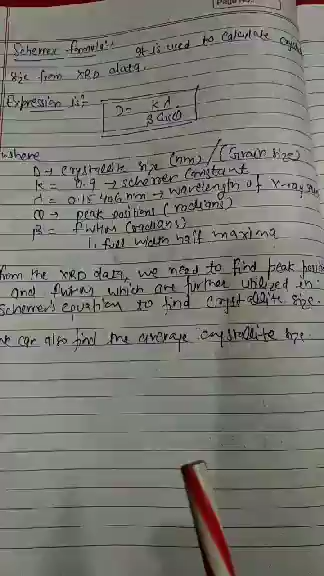 Scherrer formula:- It is used to calculate crystal
size from XRD data.
Expression is:-
D = Kλ
β Cosθ
where
D → crystallite size (nm) / (Grain size)
K = 0.9 → scherrer constant
λ = 0.15406 nm → wavelength of x-ray
θ → peak positions (radians)
β = fwhm (radians)
↳ full width half maxima
from the XRD data, we need to find peak position
and fwhm which are further utilized in
scherrer's equation to find crystallite size.
we can also find the average crystallite size.